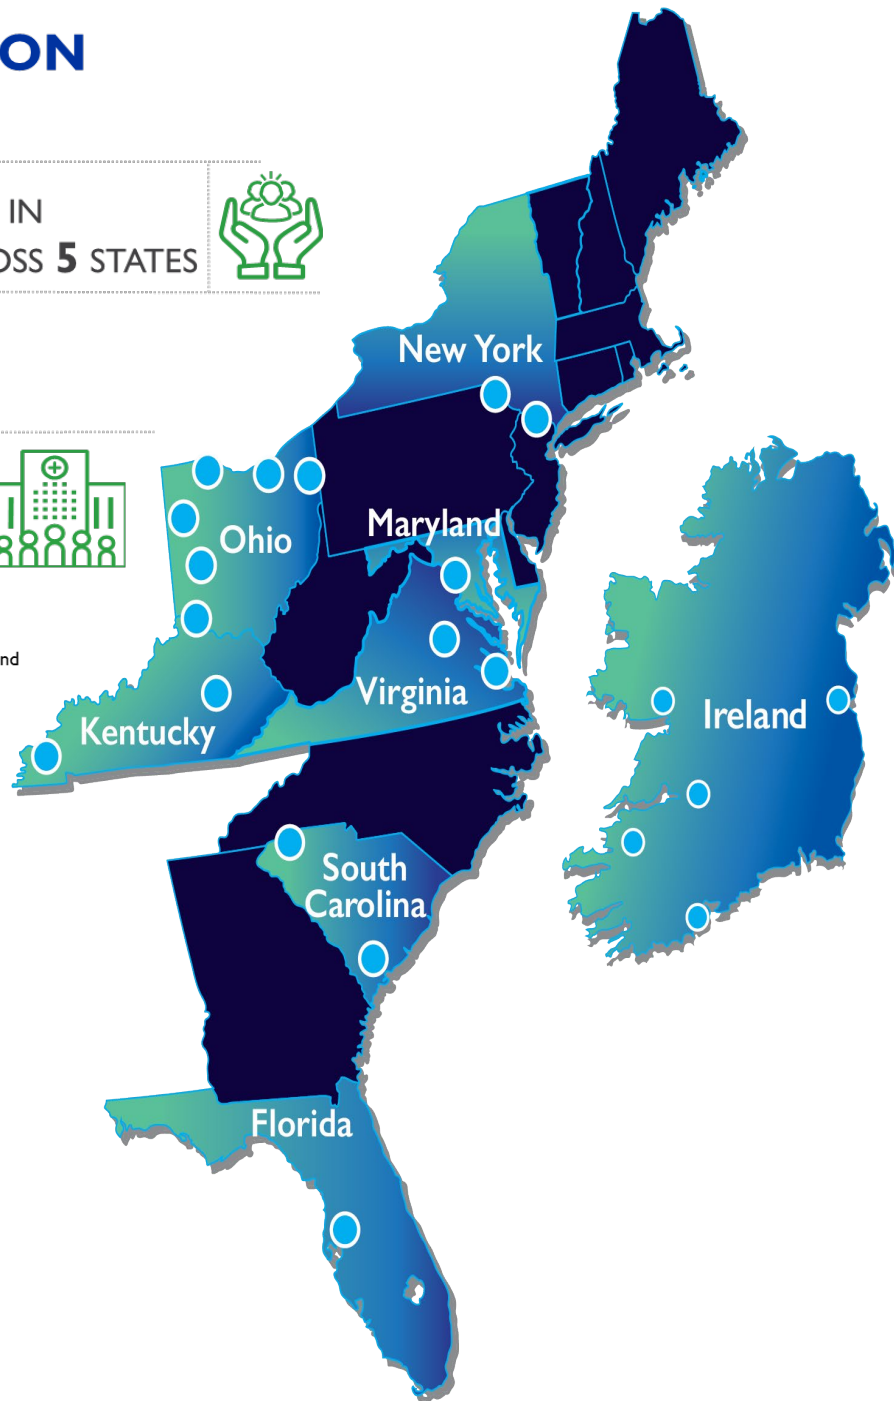 ON
IN
OSS 5 STATES
New York
Maryland
Ohio
nd
Virginia
Kentucky
Ireland
South
Carolina
Florida